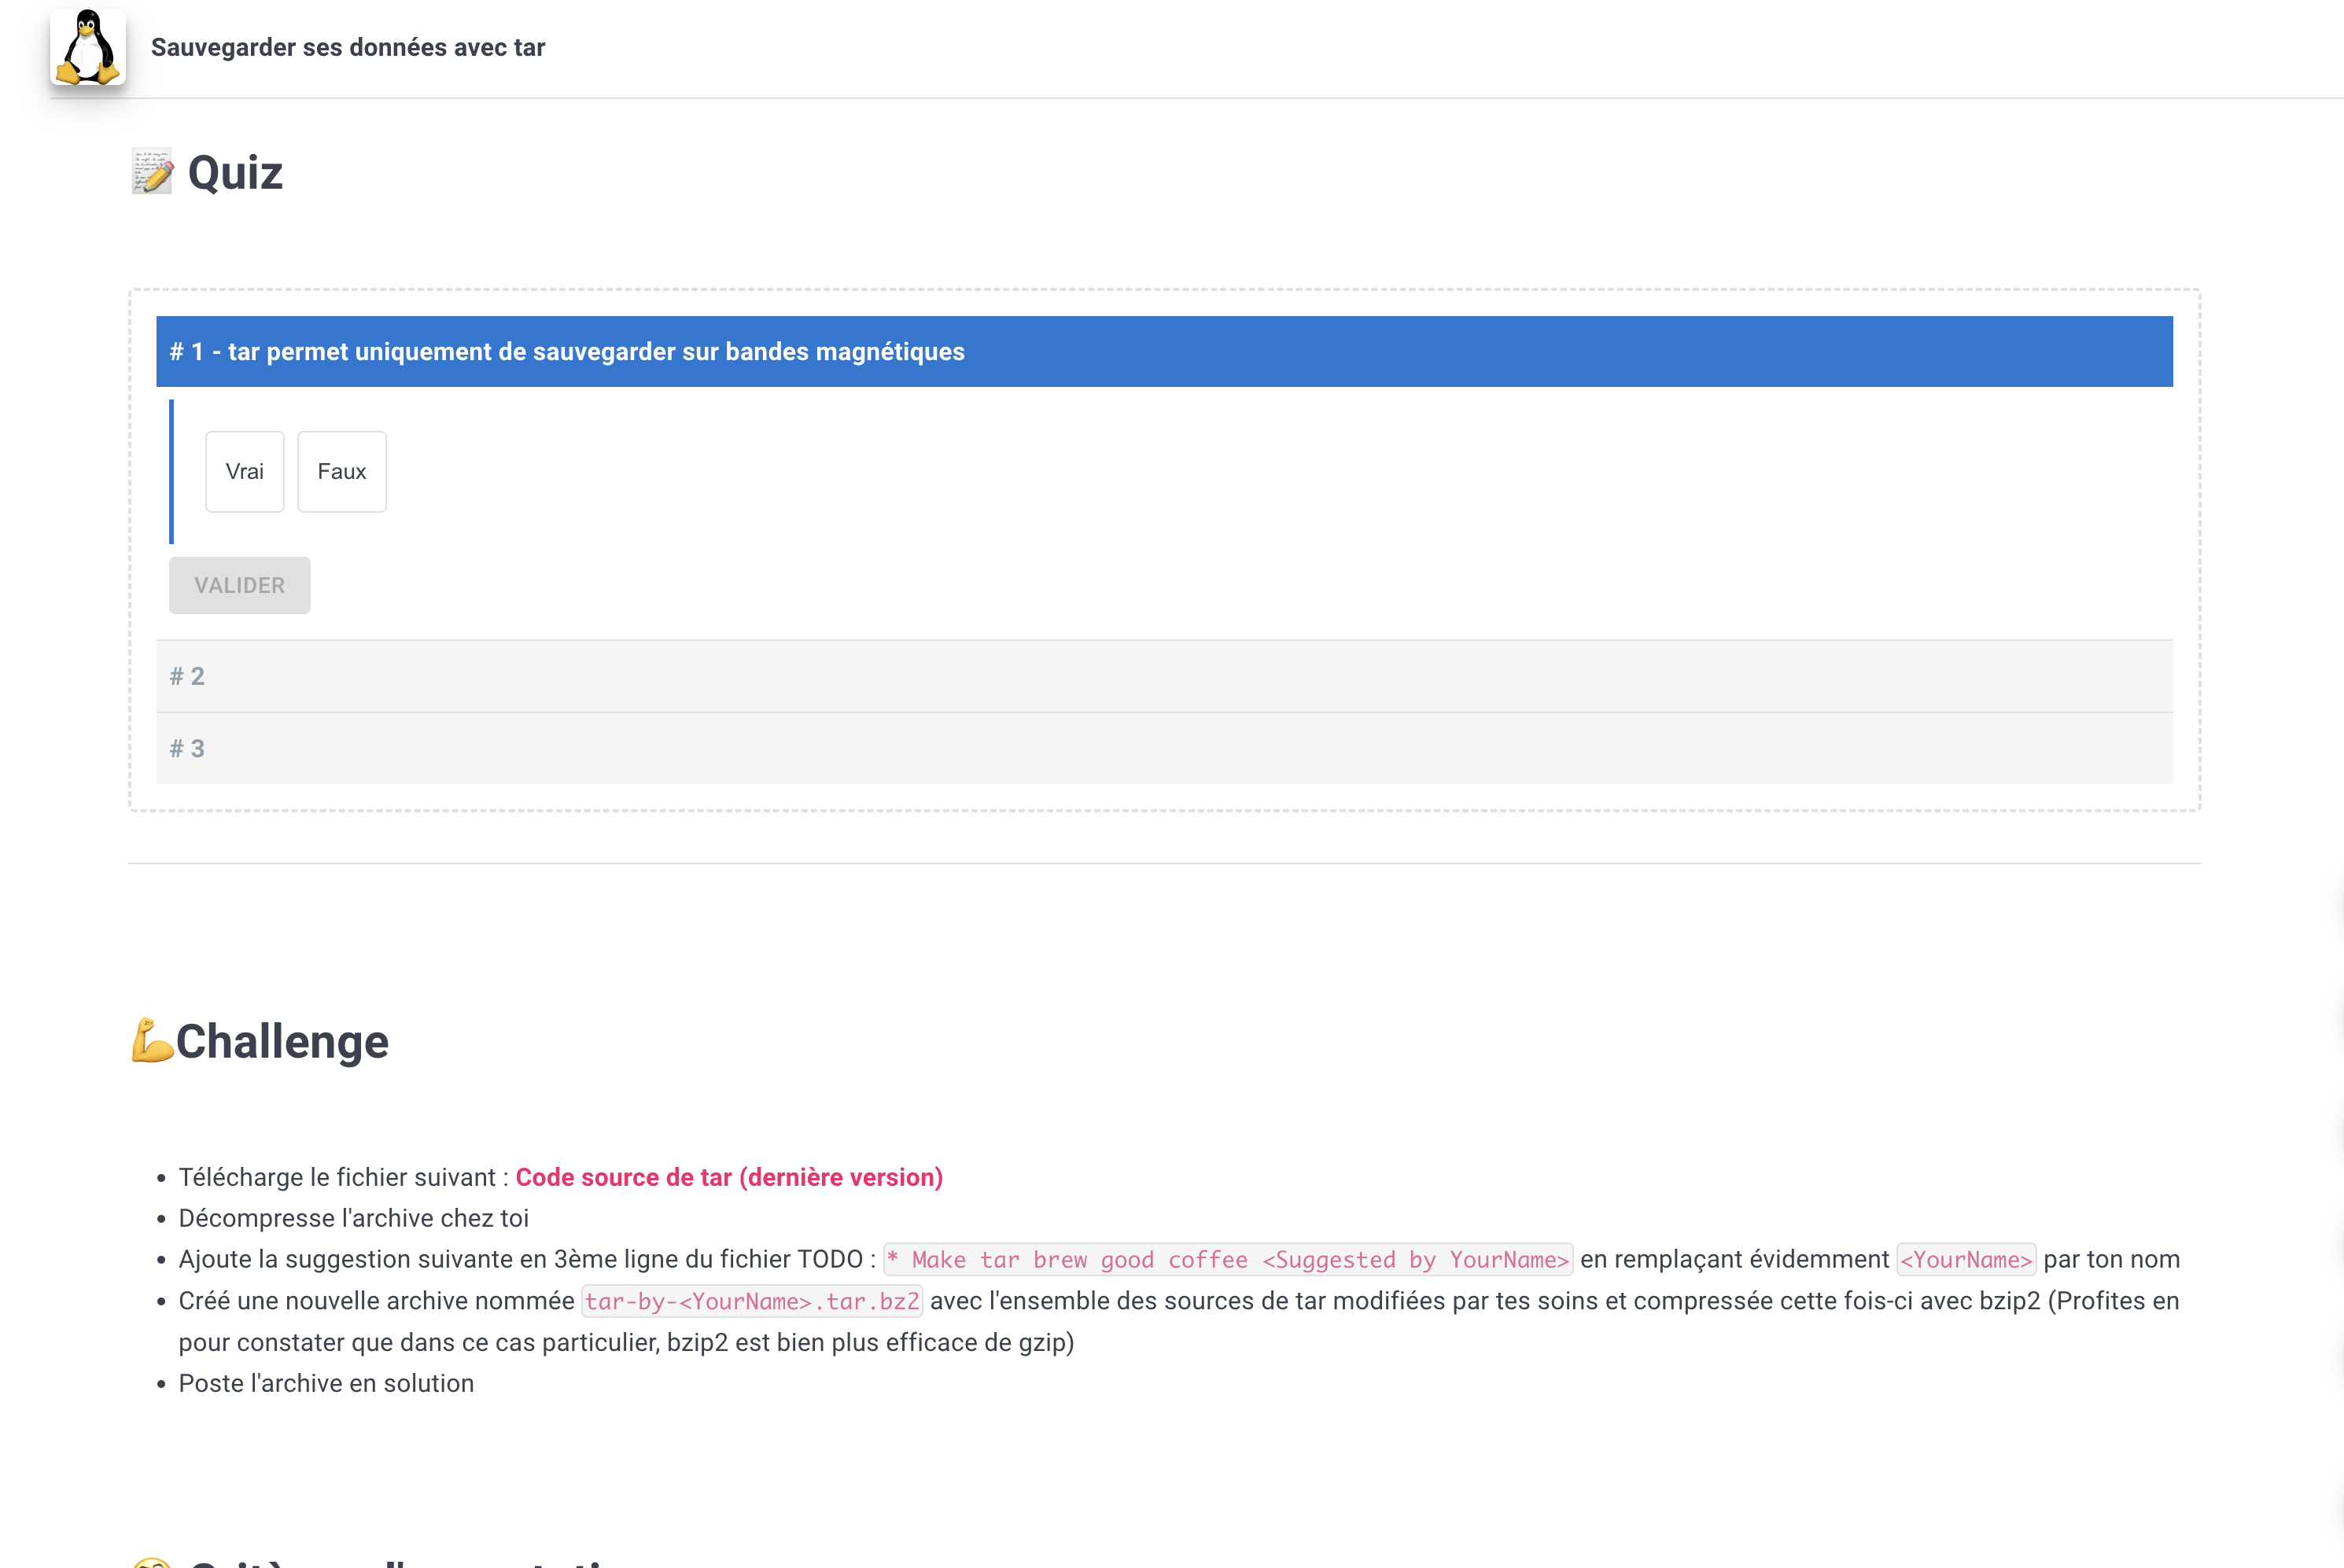 Sauvegarder ses données avec tar
Quiz
# 1 - tar permet uniquement de sauvegarder sur bandes magnétiques
Vrai Faux
VALIDER
# 2
# 3
Challenge
• Télécharge le fichier suivant : Code source de tar (dernière version)
• Décompresse l'archive chez toi
• Ajoute la suggestion suivante en 3ème ligne du fichier TODO : * Make tar brew good coffee <Suggested by YourName> en remplaçant évidemment <YourName> par ton nom
• Créé une nouvelle archive nommée tar-by-<YourName>.tar.bz2 avec l'ensemble des sources de tar modifiées par tes soins et compressée cette fois-ci avec bzip2 (Profites en
pour constater que dans ce cas particulier, bzip2 est bien plus efficace de gzip)
• Poste l'archive en solution